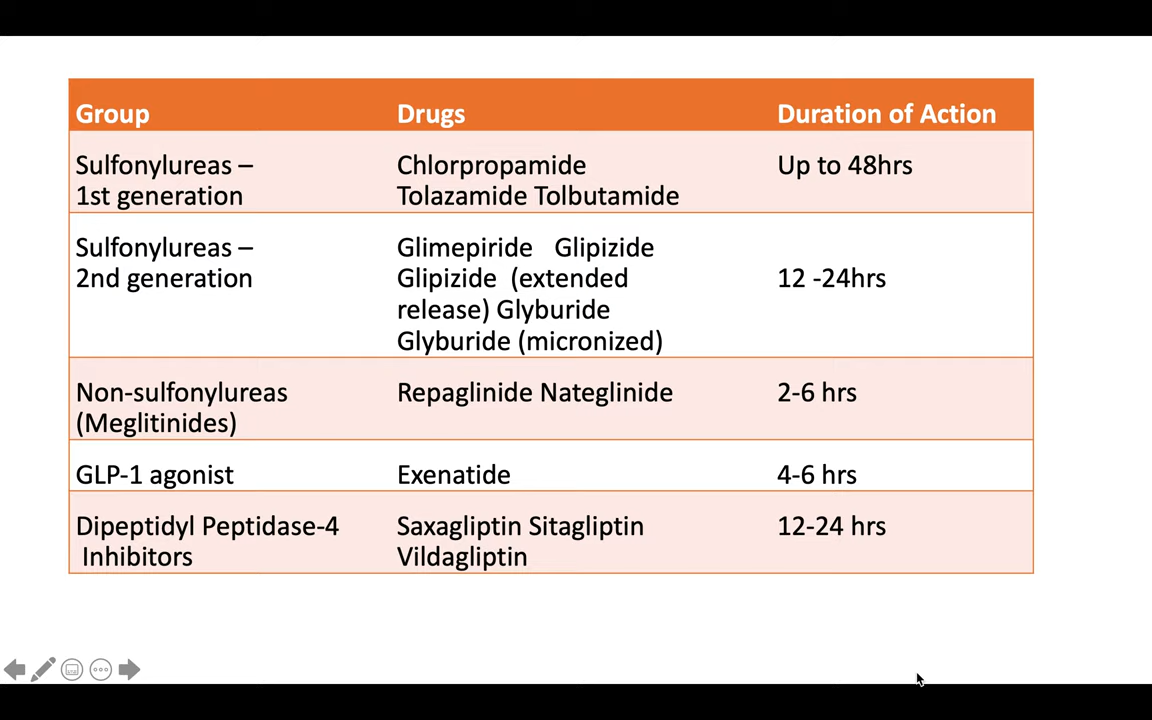 Group Drugs Duration of Action
Sulfonylureas – Chlorpropamide Up to 48hrs
1st generation Tolazamide Tolbutamide
Sulfonylureas – Glimepiride Glipizide
2nd generation Glipizide (extended 12 -24hrs
release) Glyburide
Glyburide (micronized)
Non-sulfonylureas Repaglinide Nateglinide 2-6 hrs
(Meglitinides)
GLP-1 agonist Exenatide 4-6 hrs
Dipeptidyl Peptidase-4 Saxagliptin Sitagliptin 12-24 hrs
Inhibitors Vildagliptin